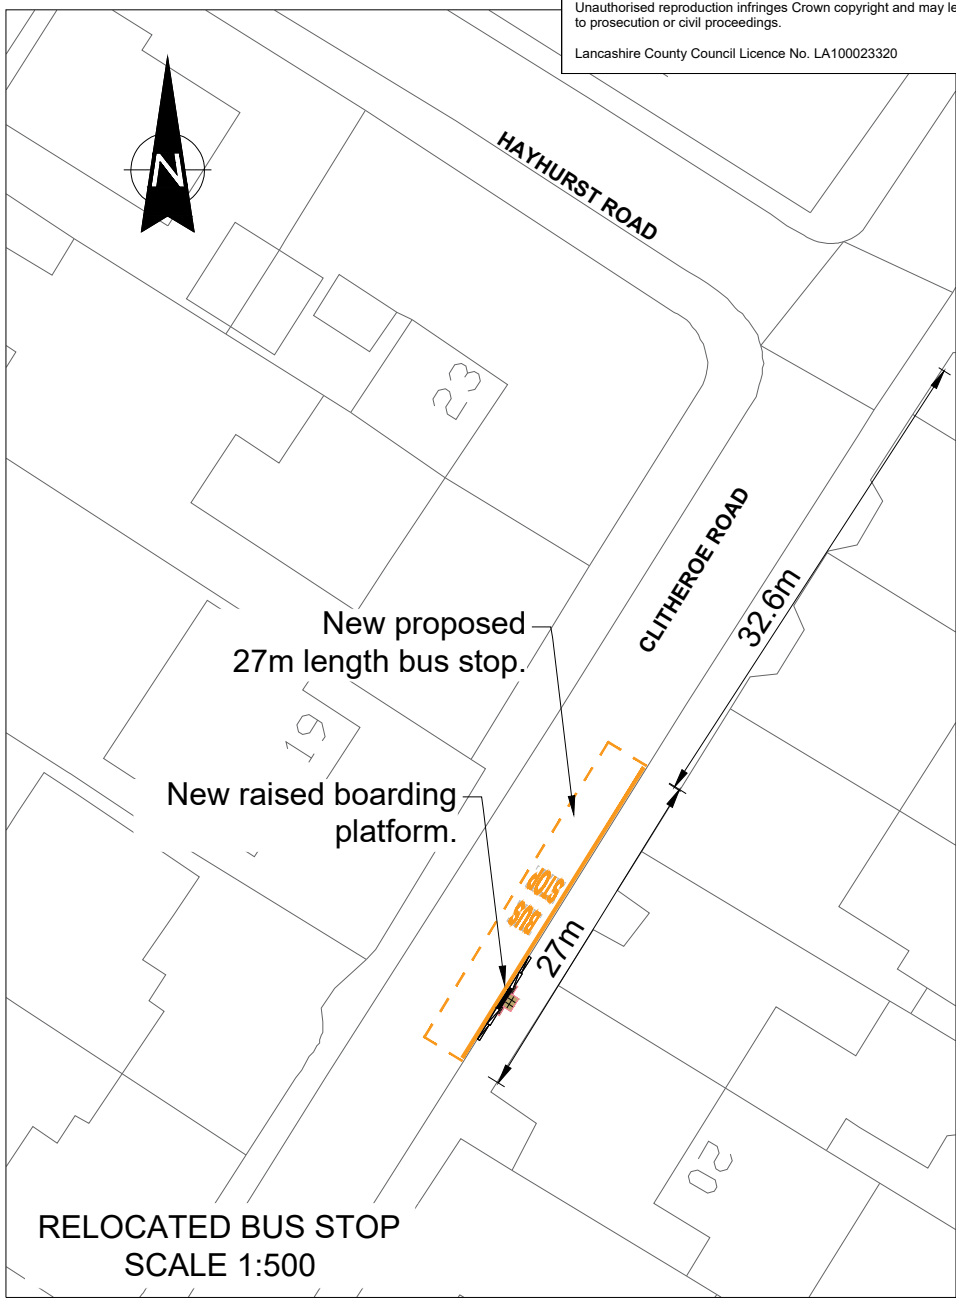 Unauthorised reproduction infringes Crown copyright and may le
to prosecution or civil proceedings.
Lancashire County Council Licence No. LA100023320
N
HAYHURST ROAD
23
CLITHEROE ROAD
32.6m
New proposed
27m length bus stop.
19
New raised boarding
platform.
BUS
STOP
27m
20
RELOCATED BUS STOP
SCALE 1:500